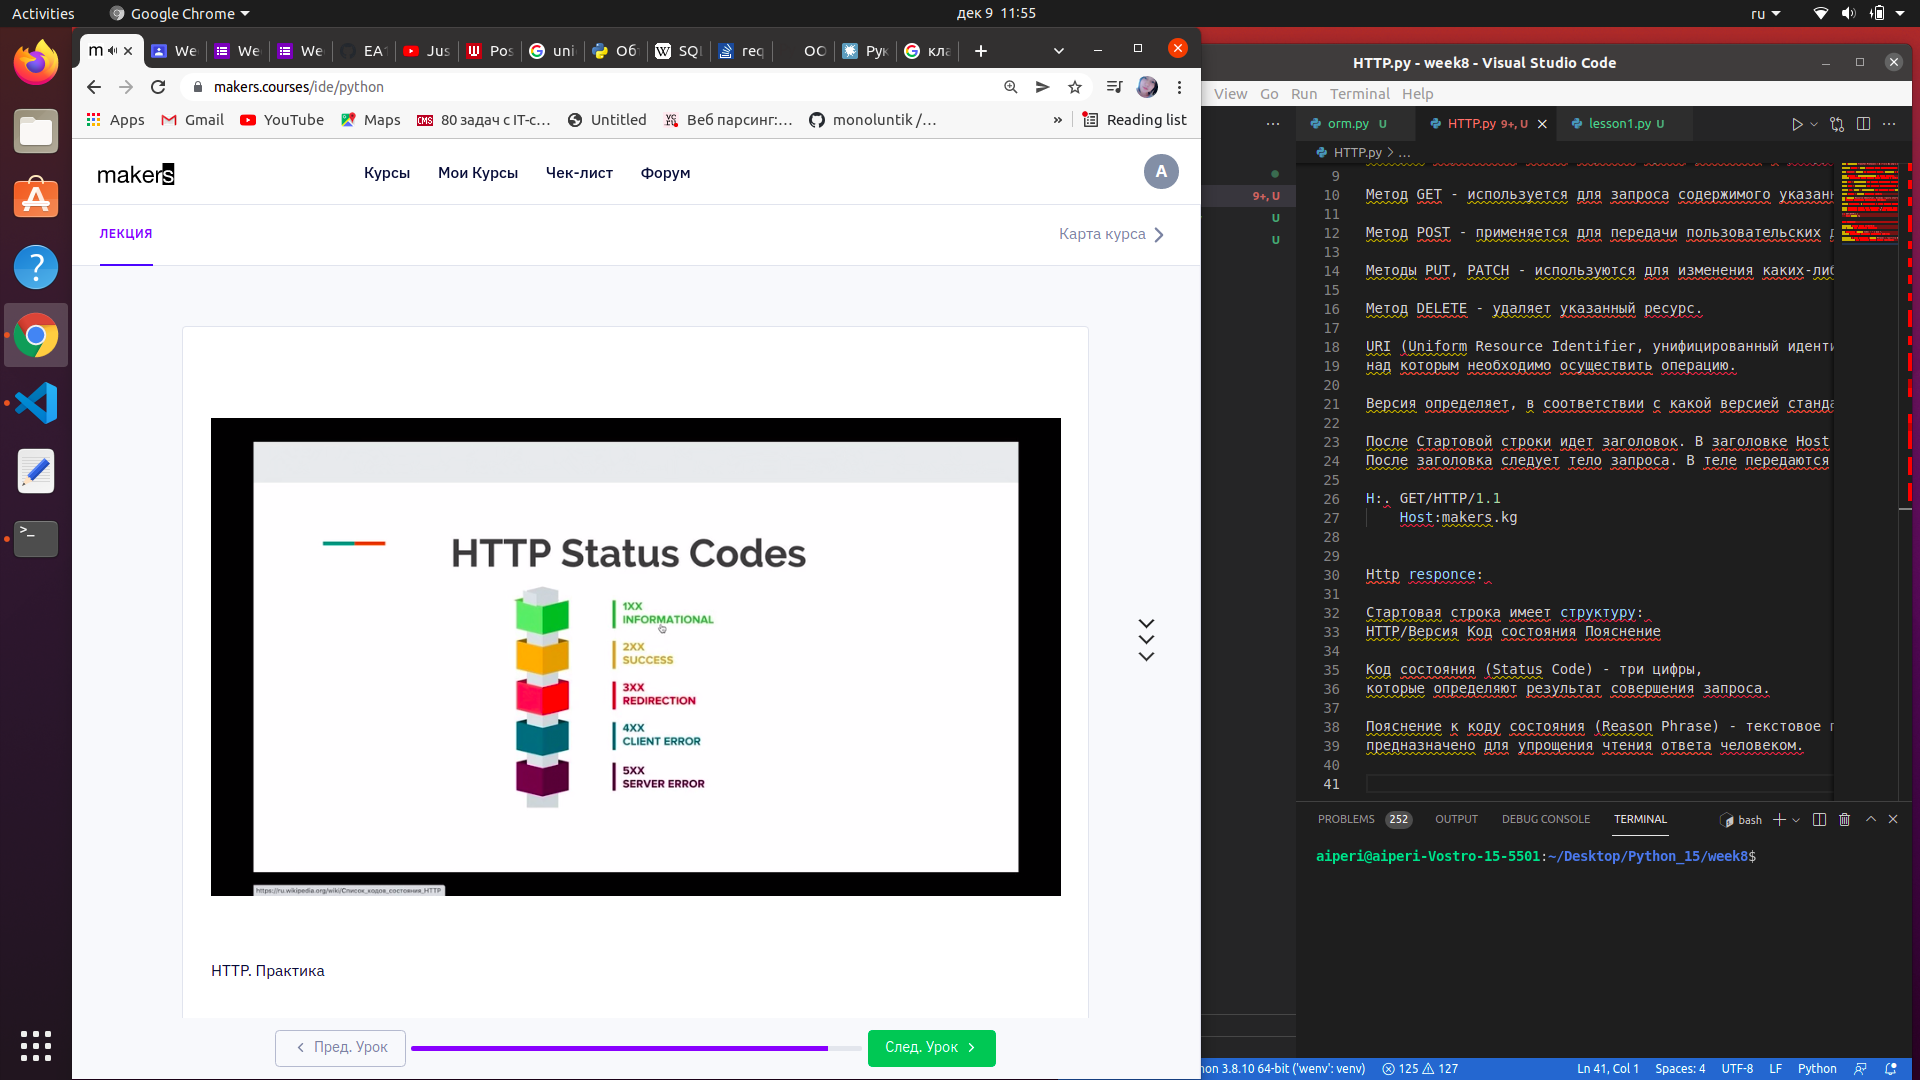 Activities
Google Chrome
дек 9 11:55
ru
m
We
We
We
EA1
Jus
Pos
uni
Об
SQL
req
OO
Рук
кла
makers.courses/ide/python
Apps
Gmail
YouTube
Maps
80 задач с IT-с...
Untitled
Веб парсинг:...
monoluntik /...
»
Reading list
makers
Курсы
Мои Курсы
Чек-лист
Форум
A
ЛЕКЦИЯ
Карта курса
HTTP Status Codes
1XX
INFORMATIONAL
2XX
SUCCESS
3XX
REDIRECTION
4XX
CLIENT ERROR
5XX
SERVER ERROR
https://ru.wikipedia.org/wiki/Список_кодов_состояния_HTTP
HTTP. Практика
Пред. Урок
След. Урок
HTTP.py - week8 - Visual Studio Code
View Go Run Terminal Help
orm.py U
HTTP.py 9+, U
lesson1.py U
HTTP.py > ...
9+, U
U
U
9
10 Метод GET - используется для запроса содержимого указан
11
12 Метод POST - применяется для передачи пользовательских
13
14 Методы PUT, PATCH - используются для изменения каких-либ
15
16 Метод DELETE - удаляет указанный ресурс.
17
18 URI (Uniform Resource Identifier, унифицированный иденти
19 над которым необходимо осуществить операцию.
20
21 Версия определяет, в соответствии с какой версией станда
22
23 После Стартовой строки идет заголовок. В заголовке Host
24 После заголовка следует тело запроса. В теле передаются
25
26 Н:. GET/HTTP/1.1
27 Host:makers.kg
28
29
30 Http responce:
31
32 Стартовая строка имеет структуру:
33 HTTP/Версия Код состояния Пояснение
34
35 Код состояния (Status Code) - три цифры,
36 которые определяют результат совершения запроса.
37
38 Пояснение к коду состояния (Reason Phrase) - текстовое
39 предназначено для упрощения чтения ответа человеком.
40
41
PROBLEMS 252
OUTPUT
DEBUG CONSOLE
TERMINAL
bash
aiperi@aiperi-Vostro-15-5501:~/Desktop/Python_15/week8$
on 3.8.10 64-bit ('wenv': venv)
125
127
Ln 41, Col 1
Spaces: 4
UTF-8
LF
Python